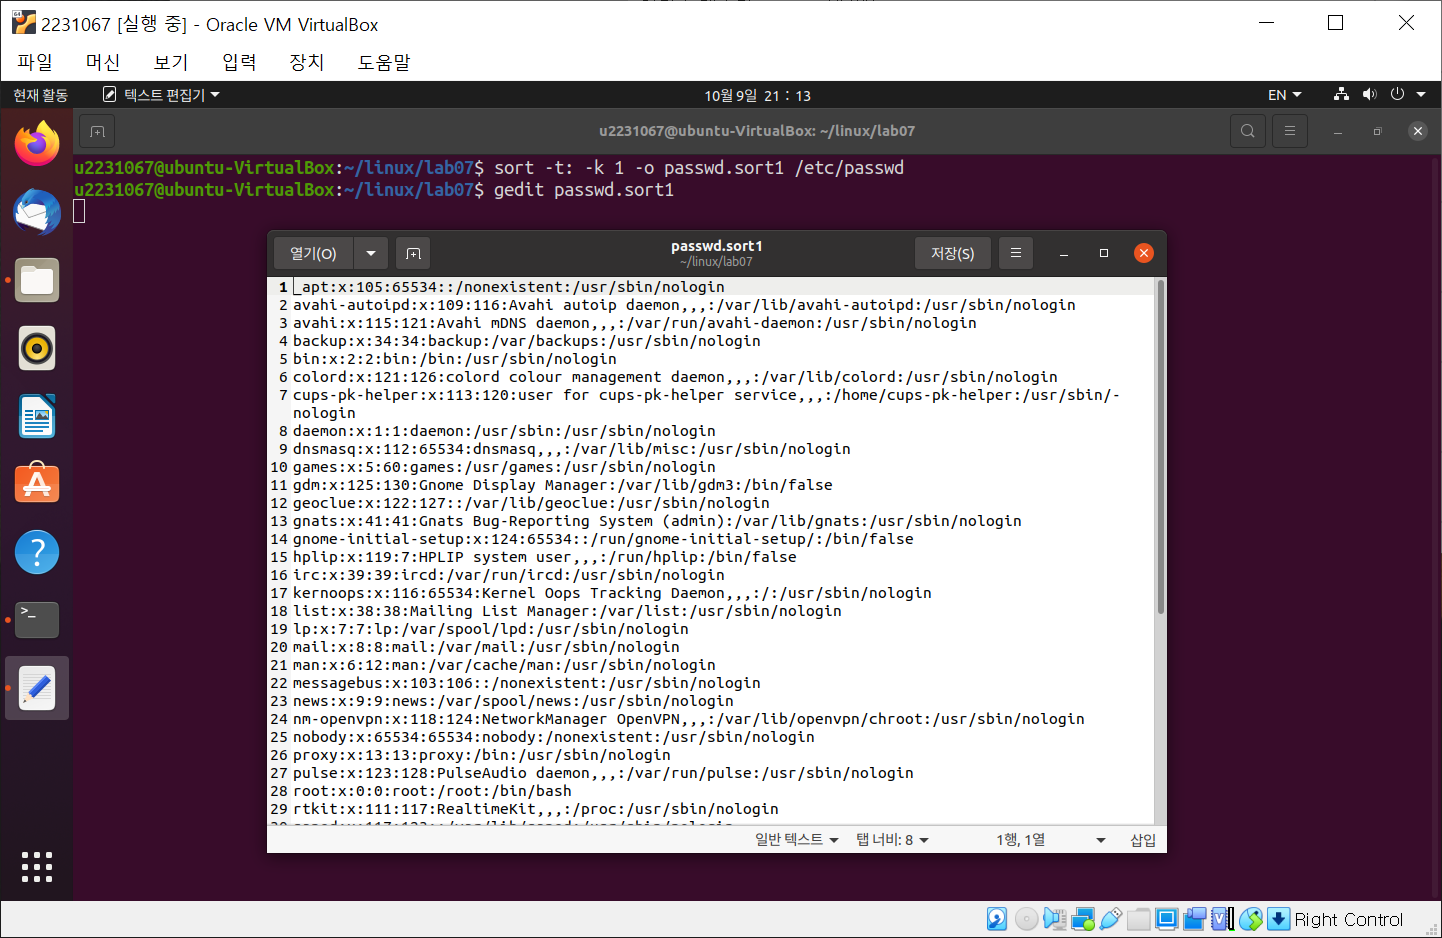 2231067 [실행 중] - Oracle VM VirtualBox
파일 머신 보기 입력 장치 도움말
현재 활동 텍스트 편집기 10월 9일 21 : 13 EN
u2231067@ubuntu-VirtualBox: ~/linux/lab07
u2231067@ubuntu-VirtualBox:~/linux/lab07$ sort -t: -k 1 -o passwd.sort1 /etc/passwd
u2231067@ubuntu-VirtualBox:~/linux/lab07$ gedit passwd.sort1
열기(O) passwd.sort1 저장(S)
~/linux/lab07
1 _apt:x:105:65534::/nonexistent:/usr/sbin/nologin
2 avahi-autoipd:x:109:116:Avahi autoip daemon,,,:/var/lib/avahi-autoipd:/usr/sbin/nologin
3 avahi:x:115:121:Avahi mDNS daemon,,,:/var/run/avahi-daemon:/usr/sbin/nologin
4 backup:x:34:34:backup:/var/backups:/usr/sbin/nologin
5 bin:x:2:2:bin:/bin:/usr/sbin/nologin
6 colord:x:121:126:colord colour management daemon,,,:/var/lib/colord:/usr/sbin/nologin
7 cups-pk-helper:x:113:120:user for cups-pk-helper service,,,:/home/cups-pk-helper:/usr/sbin/-
nologin
8 daemon:x:1:1:daemon:/usr/sbin:/usr/sbin/nologin
9 dnsmasq:x:112:65534:dnsmasq,,,:/var/lib/misc:/usr/sbin/nologin
10 games:x:5:60:games:/usr/games:/usr/sbin/nologin
11 gdm:x:125:130:Gnome Display Manager:/var/lib/gdm3:/bin/false
12 geoclue:x:122:127::/var/lib/geoclue:/usr/sbin/nologin
13 gnats:x:41:41:Gnats Bug-Reporting System (admin):/var/lib/gnats:/usr/sbin/nologin
14 gnome-initial-setup:x:124:65534::/run/gnome-initial-setup/:/bin/false
15 hplip:x:119:7:HPLIP system user,,,:/run/hplip:/bin/false
16 irc:x:39:39:ircd:/var/run/ircd:/usr/sbin/nologin
17 kernoops:x:116:65534:Kernel Oops Tracking Daemon,,,:/:/usr/sbin/nologin
18 list:x:38:38:Mailing List Manager:/var/list:/usr/sbin/nologin
19 lp:x:7:7:lp:/var/spool/lpd:/usr/sbin/nologin
20 mail:x:8:8:mail:/var/mail:/usr/sbin/nologin
21 man:x:6:12:man:/var/cache/man:/usr/sbin/nologin
22 messagebus:x:103:106::/nonexistent:/usr/sbin/nologin
23 news:x:9:9:news:/var/spool/news:/usr/sbin/nologin
24 nm-openvpn:x:118:124:NetworkManager OpenVPN,,,:/var/lib/openvpn/chroot:/usr/sbin/nologin
25 nobody:x:65534:65534:nobody:/nonexistent:/usr/sbin/nologin
26 proxy:x:13:13:proxy:/bin:/usr/sbin/nologin
27 pulse:x:123:128:PulseAudio daemon,,,:/var/run/pulse:/usr/sbin/nologin
28 root:x:0:0:root:/root:/bin/bash
29 rtkit:x:111:117:RealtimeKit,,,:/proc:/usr/sbin/nologin
일반 텍스트 탭 너비: 8 1행, 1열 삽입
Right Control